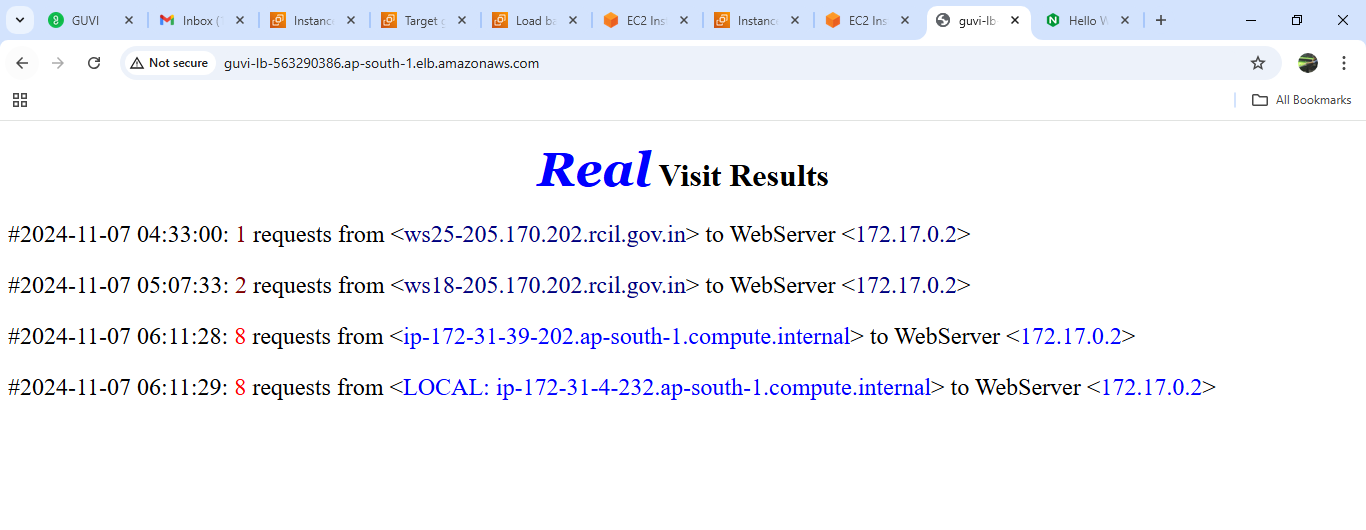 GUVI
Inbox (
Instance
Target g
Load ba
EC2 Ins
Instance
EC2 Ins
guvi-lb
Hello W
Not secure
guvi-lb-563290386.ap-south-1.elb.amazonaws.com
All Bookmarks
Real Visit Results
#2024-11-07 04:33:00: 1 requests from <ws25-205.170.202.rcil.gov.in> to WebServer <172.17.0.2>
#2024-11-07 05:07:33: 2 requests from <ws18-205.170.202.rcil.gov.in> to WebServer <172.17.0.2>
#2024-11-07 06:11:28: 8 requests from <ip-172-31-39-202.ap-south-1.compute.internal> to WebServer <172.17.0.2>
#2024-11-07 06:11:29: 8 requests from <LOCAL: ip-172-31-4-232.ap-south-1.compute.internal> to WebServer <172.17.0.2>